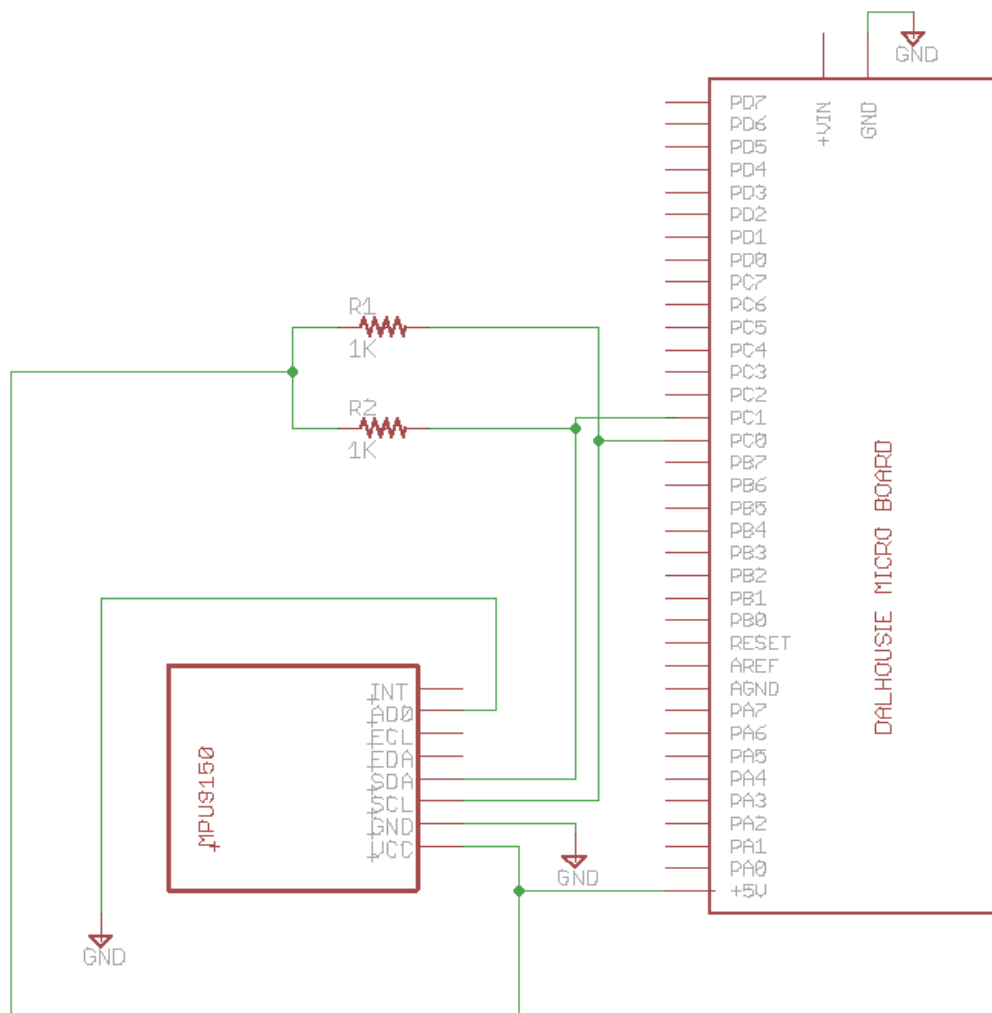 GND
+VIN
GND
PD7
PD6
PD5
PD4
PD3
PD2
PD1
PD0
PC7
PC6
PC5
PC4
PC3
PC2
PC1
PC0
PB7
PB6
PB5
PB4
PB3
PB2
PB1
PB0
RESET
AREF
AGND
PA7
PA6
PA5
PA4
PA3
PA2
PA1
PA0
+5V
DALHOUSIE MICRO BOARD
R1
1K
R2
1K
INT
AD0
ECL
EDA
SDA
SCL
GND
VCC
MPU9150
GND
GND